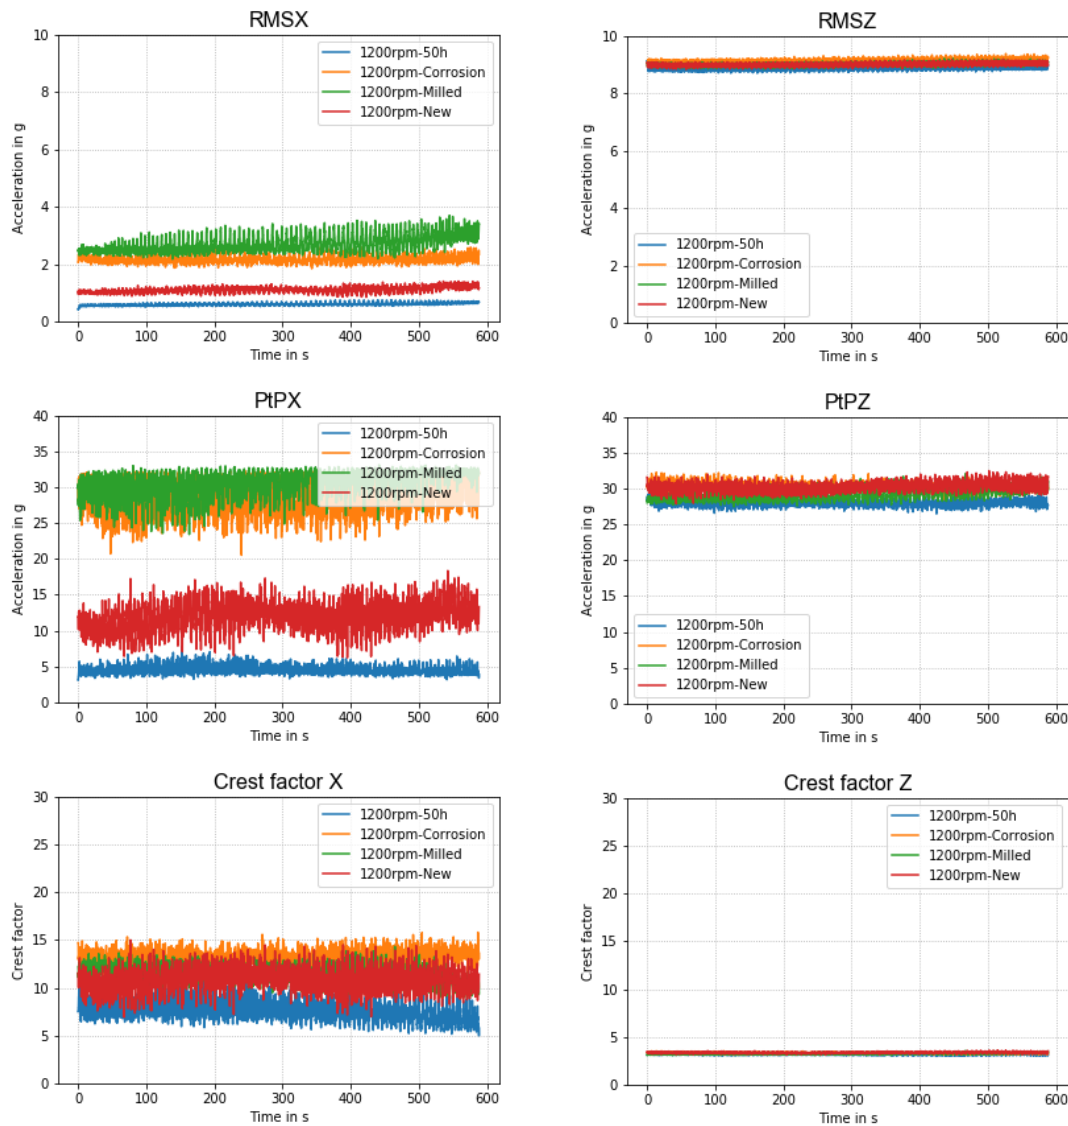 RMSX
10
8
6
4
2
0
Acceleration in g
1200rpm-50h
1200rpm-Corrosion
1200rpm-Milled
1200rpm-New
0 100 200 300 400 500 600
Time in s
RMSZ
10
8
6
4
2
0
Acceleration in g
1200rpm-50h
1200rpm-Corrosion
1200rpm-Milled
1200rpm-New
0 100 200 300 400 500 600
Time in s
PtPX
40
35
30
25
20
15
10
5
0
Acceleration in g
1200rpm-50h
1200rpm-Corrosion
1200rpm-Milled
1200rpm-New
0 100 200 300 400 500 600
Time in s
PtPZ
40
35
30
25
20
15
10
5
0
Acceleration in g
1200rpm-50h
1200rpm-Corrosion
1200rpm-Milled
1200rpm-New
0 100 200 300 400 500 600
Time in s
Crest factor X
30
25
20
15
10
5
0
Crest factor
1200rpm-50h
1200rpm-Corrosion
1200rpm-Milled
1200rpm-New
0 100 200 300 400 500 600
Time in s
Crest factor Z
30
25
20
15
10
5
0
Crest factor
1200rpm-50h
1200rpm-Corrosion
1200rpm-Milled
1200rpm-New
0 100 200 300 400 500 600
Time in s